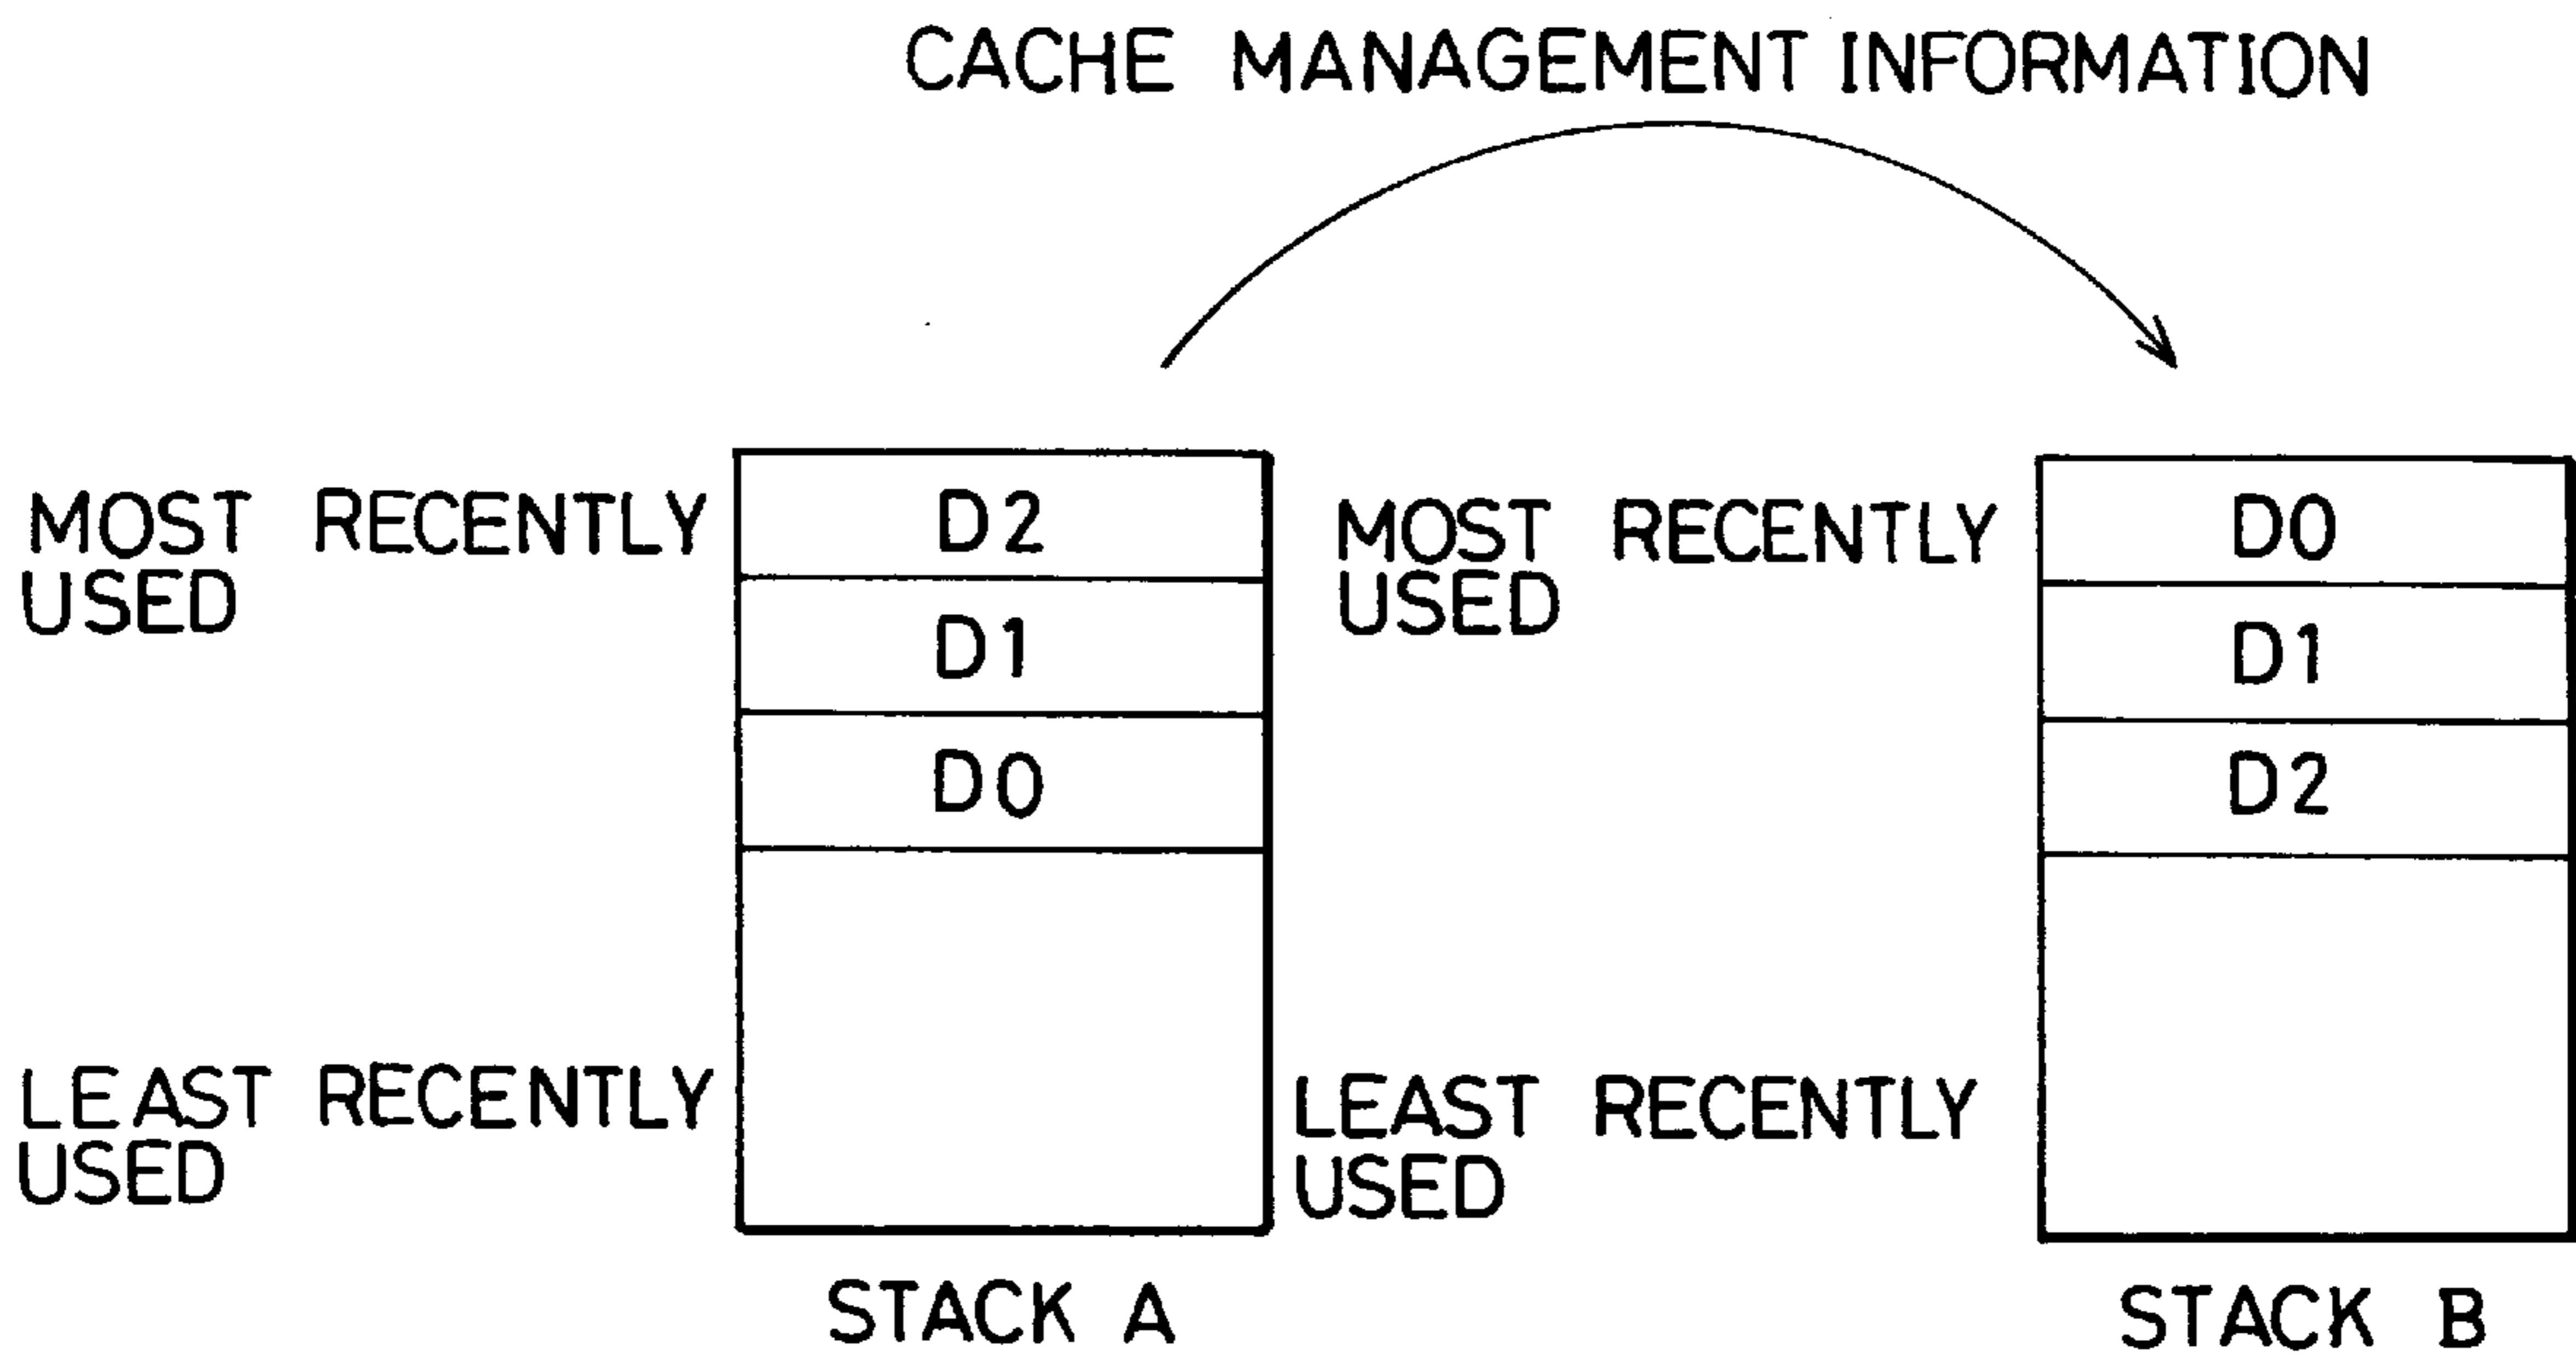 CACHE MANAGEMENT INFORMATION
MOST RECENTLY
USED
D2
D1
D0
LEAST RECENTLY
USED
STACK A
MOST RECENTLY
USED
D0
D1
D2
LEAST RECENTLY
USED
STACK B